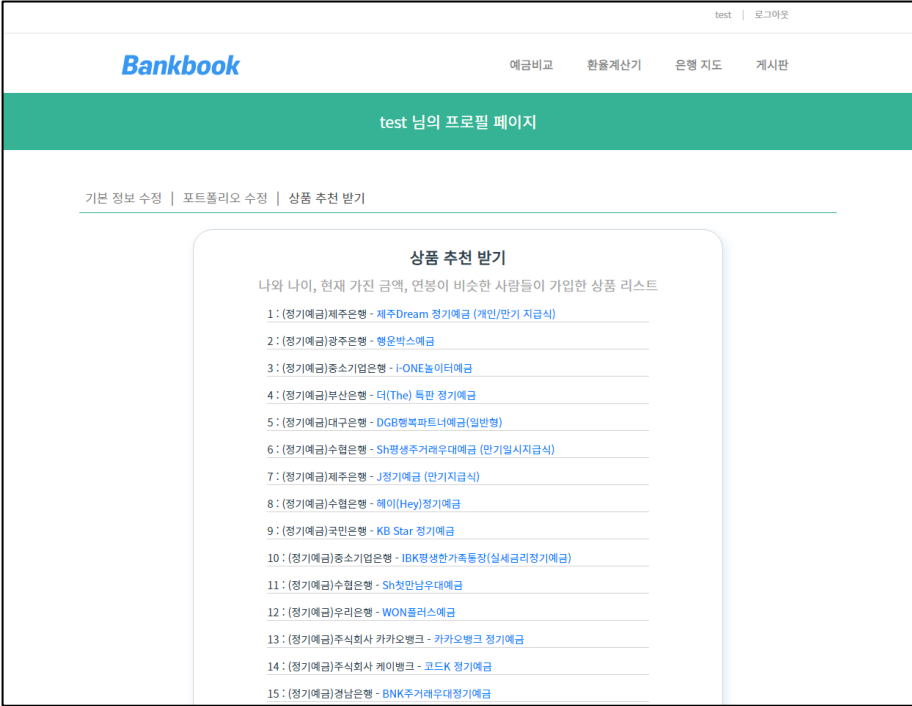 test | 로그아웃
Bankbook 예금비교 환율계산기 은행 지도 게시판
test 님의 프로필 페이지
기본 정보 수정 | 포트폴리오 수정 | 상품 추천 받기
상품 추천 받기
나와 나이, 현재 가진 금액, 연봉이 비슷한 사람들이 가입한 상품 리스트
1 : (정기예금)제주은행 - 제주Dream 정기예금 (개인/만기 지급식)
2 : (정기예금)광주은행 - 행운박스예금
3 : (정기예금)중소기업은행 - i-ONE놀이터예금
4 : (정기예금)부산은행 - 더(The) 특판 정기예금
5 : (정기예금)대구은행 - DGB행복파트너예금(일반형)
6 : (정기예금)수협은행 - Sh평생주거래우대예금 (만기일시지급식)
7 : (정기예금)제주은행 - J정기예금 (만기지급식)
8 : (정기예금)수협은행 - 헤이(Hey)정기예금
9 : (정기예금)국민은행 - KB Star 정기예금
10 : (정기예금)중소기업은행 - IBK평생한가족통장(실세금리정기예금)
11 : (정기예금)수협은행 - Sh첫만남우대예금
12 : (정기예금)우리은행 - WON플러스예금
13 : (정기예금)주식회사 카카오뱅크 - 카카오뱅크 정기예금
14 : (정기예금)주식회사 케이뱅크 - 코드K 정기예금
15 : (정기예금)경남은행 - BNK주거래우대정기예금